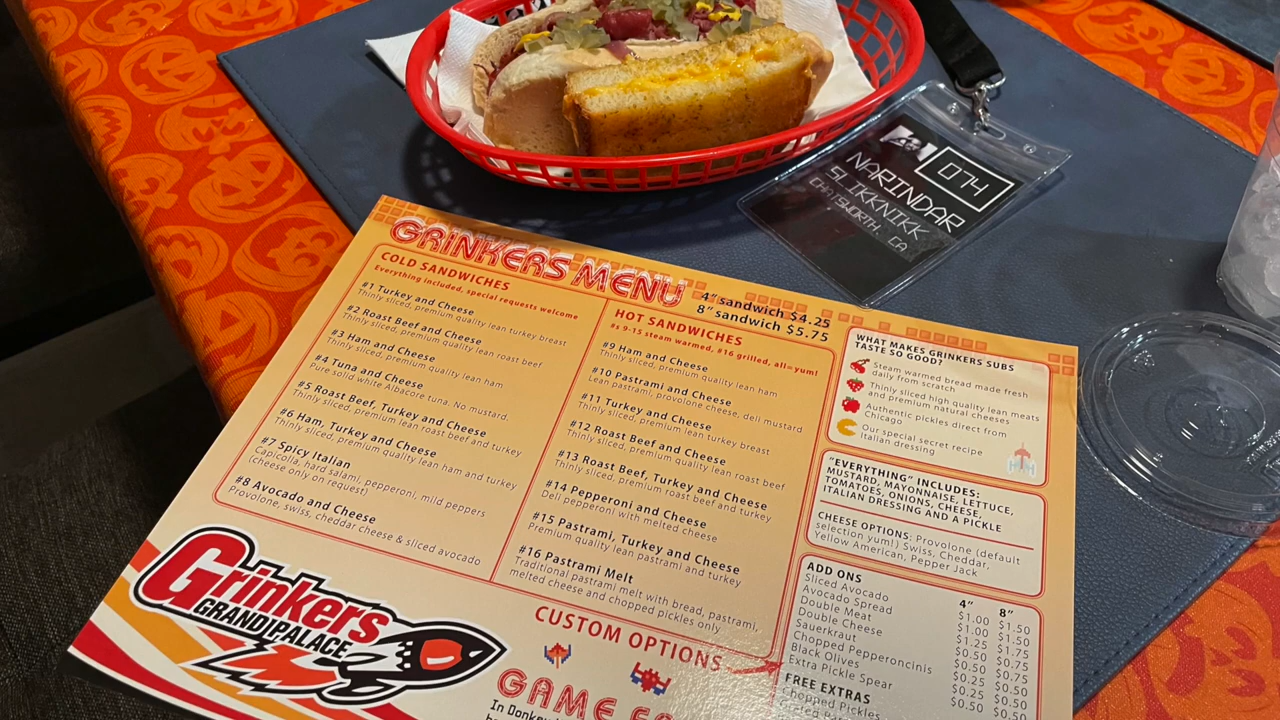 074
NARINDAR
SLIKKNIKK
CHATSWORTH, CA
GRINKERS MENU
4" sandwich $4.25
8" sandwich $5.75
COLD SANDWICHES
Everything included, special requests welcome
#1 Turkey and Cheese
Thinly sliced, premium quality lean turkey breast
#2 Roast Beef and Cheese
Thinly sliced, premium quality lean roast beef
#3 Ham and Cheese
Thinly sliced, premium quality lean ham
#4 Tuna and Cheese
Pure solid white Albacore tuna. No mustard.
#5 Roast Beef, Turkey and Cheese
Thinly sliced, premium lean roast beef and turkey
#6 Ham, Turkey and Cheese
Thinly sliced, premium quality lean ham and turkey
#7 Spicy Italian
Capicolla, hard salami, pepperoni, mild peppers
(cheese only on request)
#8 Avocado and Cheese
Provolone, swiss, cheddar cheese & sliced avocado
HOT SANDWICHES
#s 9-15 steam warmed, #16 grilled, all=yum!
#9 Ham and Cheese
Thinly sliced, premium quality lean ham
#10 Pastrami and Cheese
Lean pastrami, provolone cheese, deli mustard
#11 Turkey and Cheese
Thinly sliced, premium lean turkey breast
#12 Roast Beef and Cheese
Thinly sliced, premium quality lean roast beef
#13 Roast Beef, Turkey and Cheese
Thinly sliced, premium roast beef and turkey
#14 Pepperoni and Cheese
Deli pepperoni with melted cheese
#15 Pastrami, Turkey and Cheese
Premium quality lean pastrami and turkey
#16 Pastrami Melt
Traditional pastrami melt with bread, pastrami,
melted cheese and chopped pickles only
WHAT MAKES GRINKERS SUBS
TASTE SO GOOD?
Steam warmed bread made fresh
daily from scratch
Thinly sliced high quality lean meats
and premium natural cheeses
Authentic pickles direct from
Chicago
Our special secret recipe
Italian dressing
"EVERYTHING" INCLUDES:
MUSTARD, MAYONNAISE, LETTUCE,
TOMATOES, ONIONS, CHEESE,
ITALIAN DRESSING AND A PICKLE
CHEESE OPTIONS: Provolone (default
selection yum!) Swiss, Cheddar,
Yellow American, Pepper Jack
ADD ONS 4" 8"
Sliced Avocado $1.00 $1.50
Avocado Spread $1.00 $1.50
Double Meat $1.25 $1.75
Double Cheese $0.50 $0.75
Sauerkraut $0.50 $0.50
Chopped Pepperoncinis $0.25 $0.50
Black Olives $0.25 $0.50
Extra Pickle Spear $0.50 $0.50
FREE EXTRAS
Chopped Pickles
Grinkers
GRANDIPALACE
CUSTOM OPTIONS
GAME
In Donkey